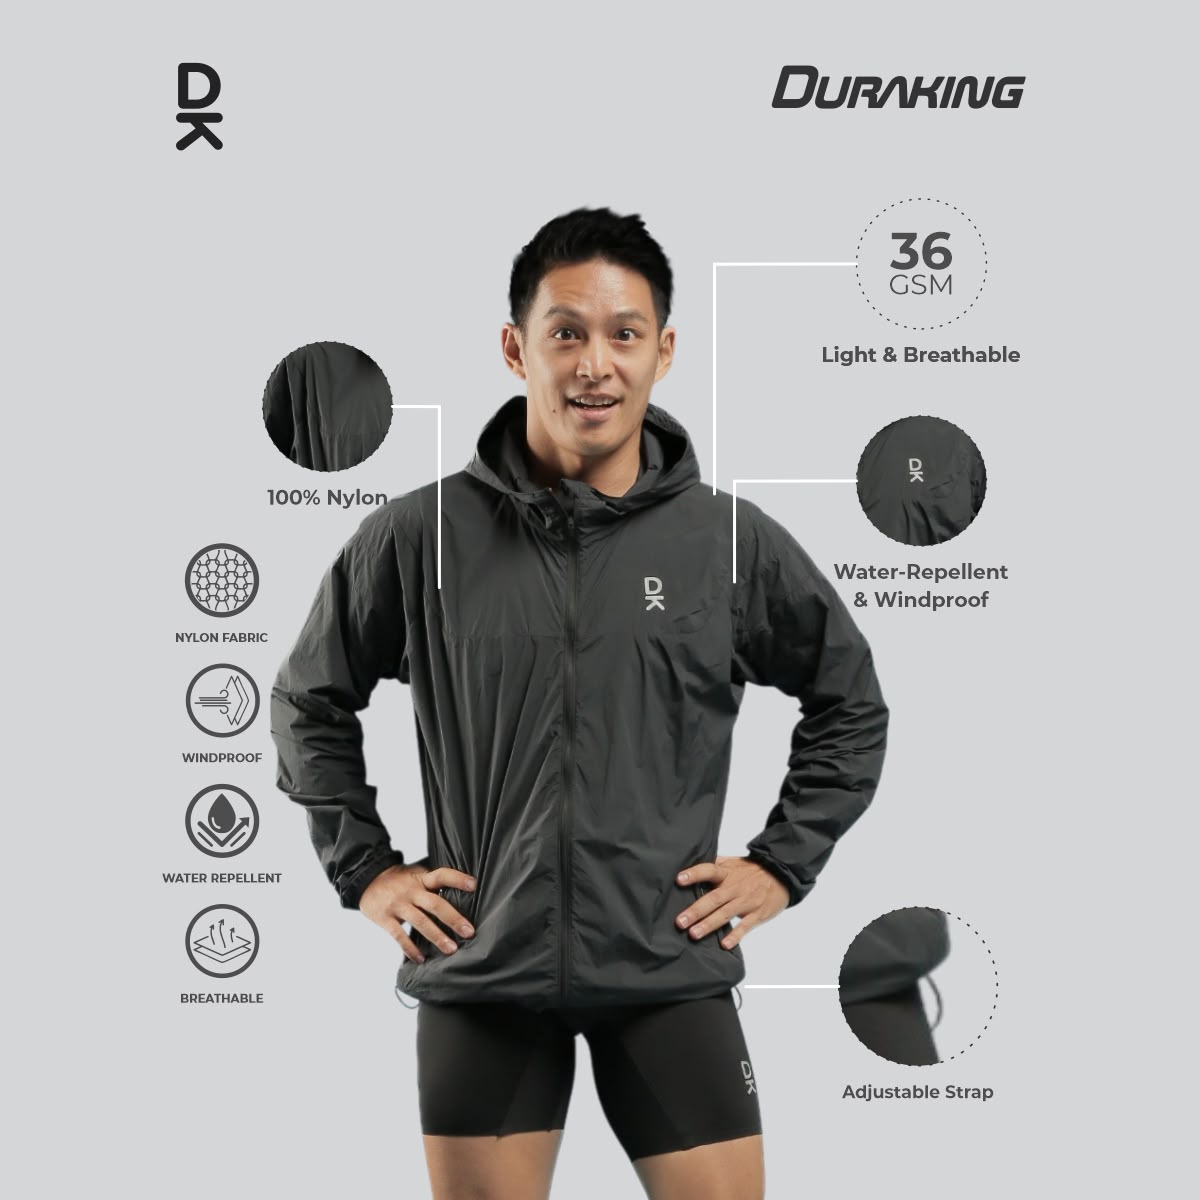 DK
DURAKING
36
GSM
Light & Breathable
100% Nylon
DK
Water-Repellent
& Windproof
DK
NYLON FABRIC
WINDPROOF
WATER REPELLENT
BREATHABLE
DK
Adjustable Strap